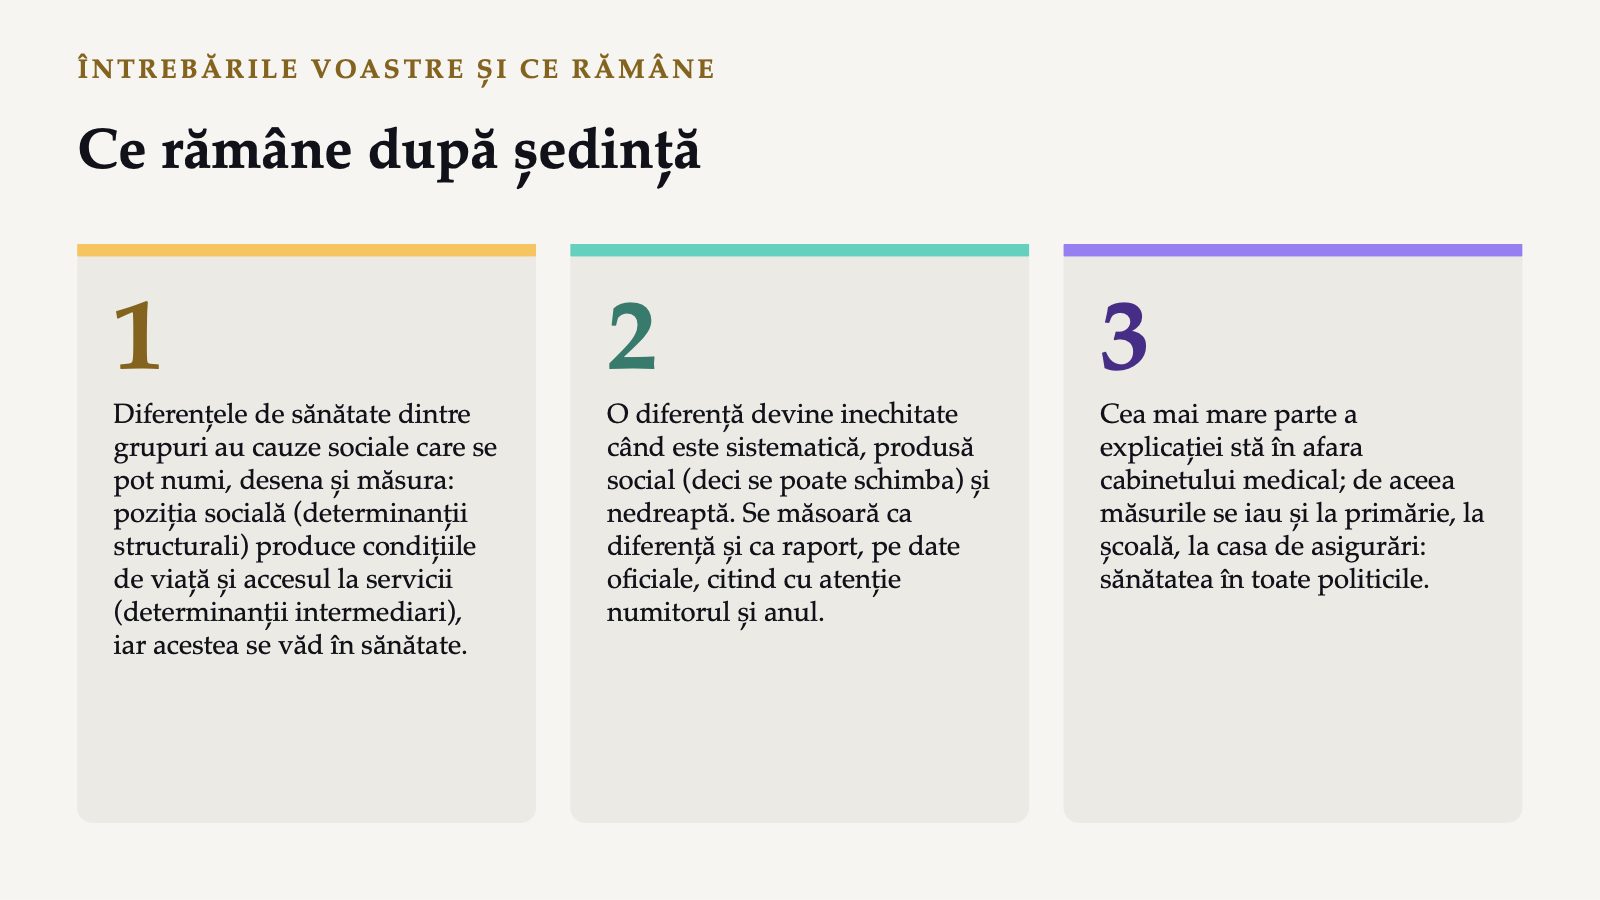 ÎNTREBĂRILE VOASTRE ȘI CE RĂMÂNE
Ce rămâne după ședință
1
Diferențele de sănătate dintre
grupuri au cauze sociale care se
pot numi, desena și măsura:
poziția socială (determinanții
structurali) produce condițiile
de viață și accesul la servicii
(determinanții intermediari),
iar acestea se văd în sănătate.
2
O diferență devine inechitate
când este sistematică, produsă
social (deci se poate schimba) și
nedreaptă. Se măsoară ca
diferență și ca raport, pe date
oficiale, citind cu atenție
numitorul și anul.
3
Cea mai mare parte a
explicației stă în afara
cabinetului medical; de aceea
măsurile se iau și la primărie, la
școală, la casa de asigurări:
sănătatea în toate politicile.